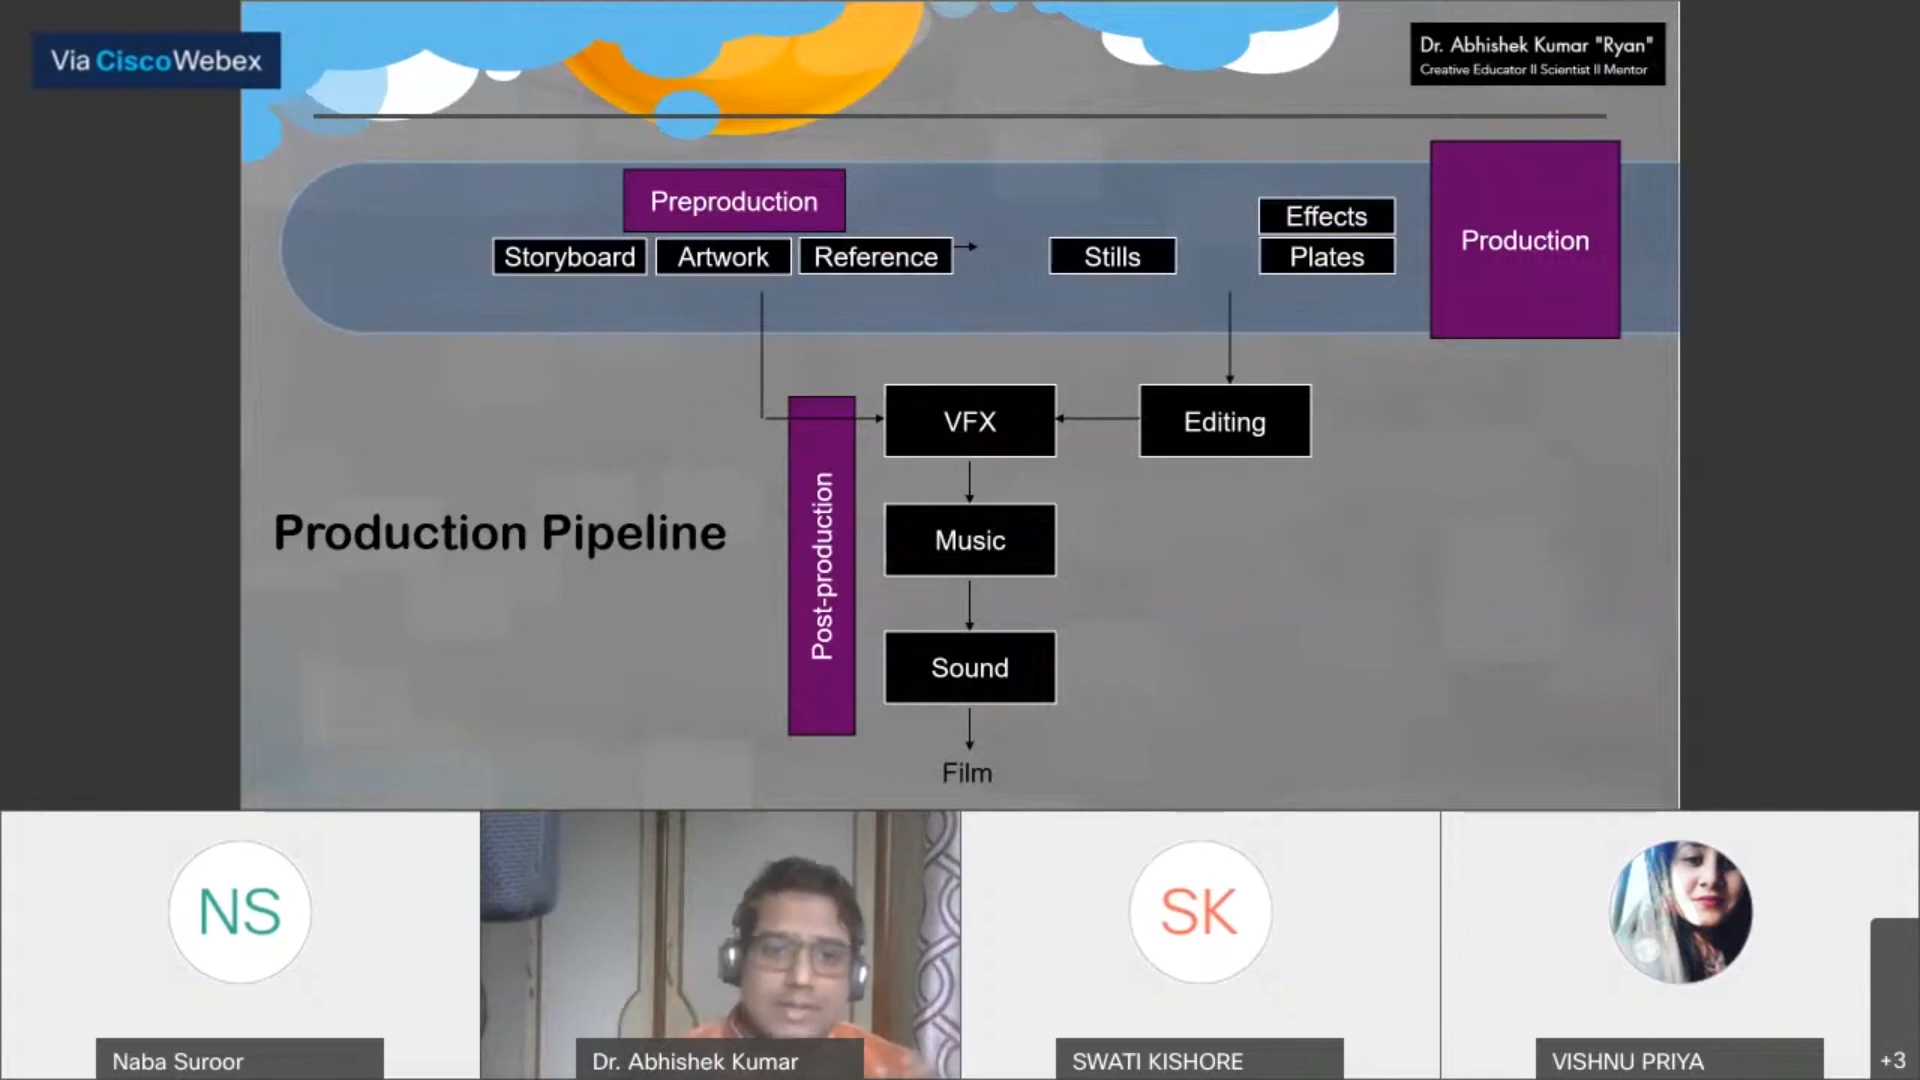 Via CiscoWebex
Dr. Abhishek Kumar "Ryan"
Creative Educator II Scientist II Mentor
Preproduction
Storyboard
Artwork
Reference
Stills
Effects
Plates
Production
VFX
Editing
Music
Sound
Film
Post-production
Production Pipeline
NS
SK
Naba Suroor
Dr. Abhishek Kumar
SWATI KISHORE
VISHNU PRIYA
+3